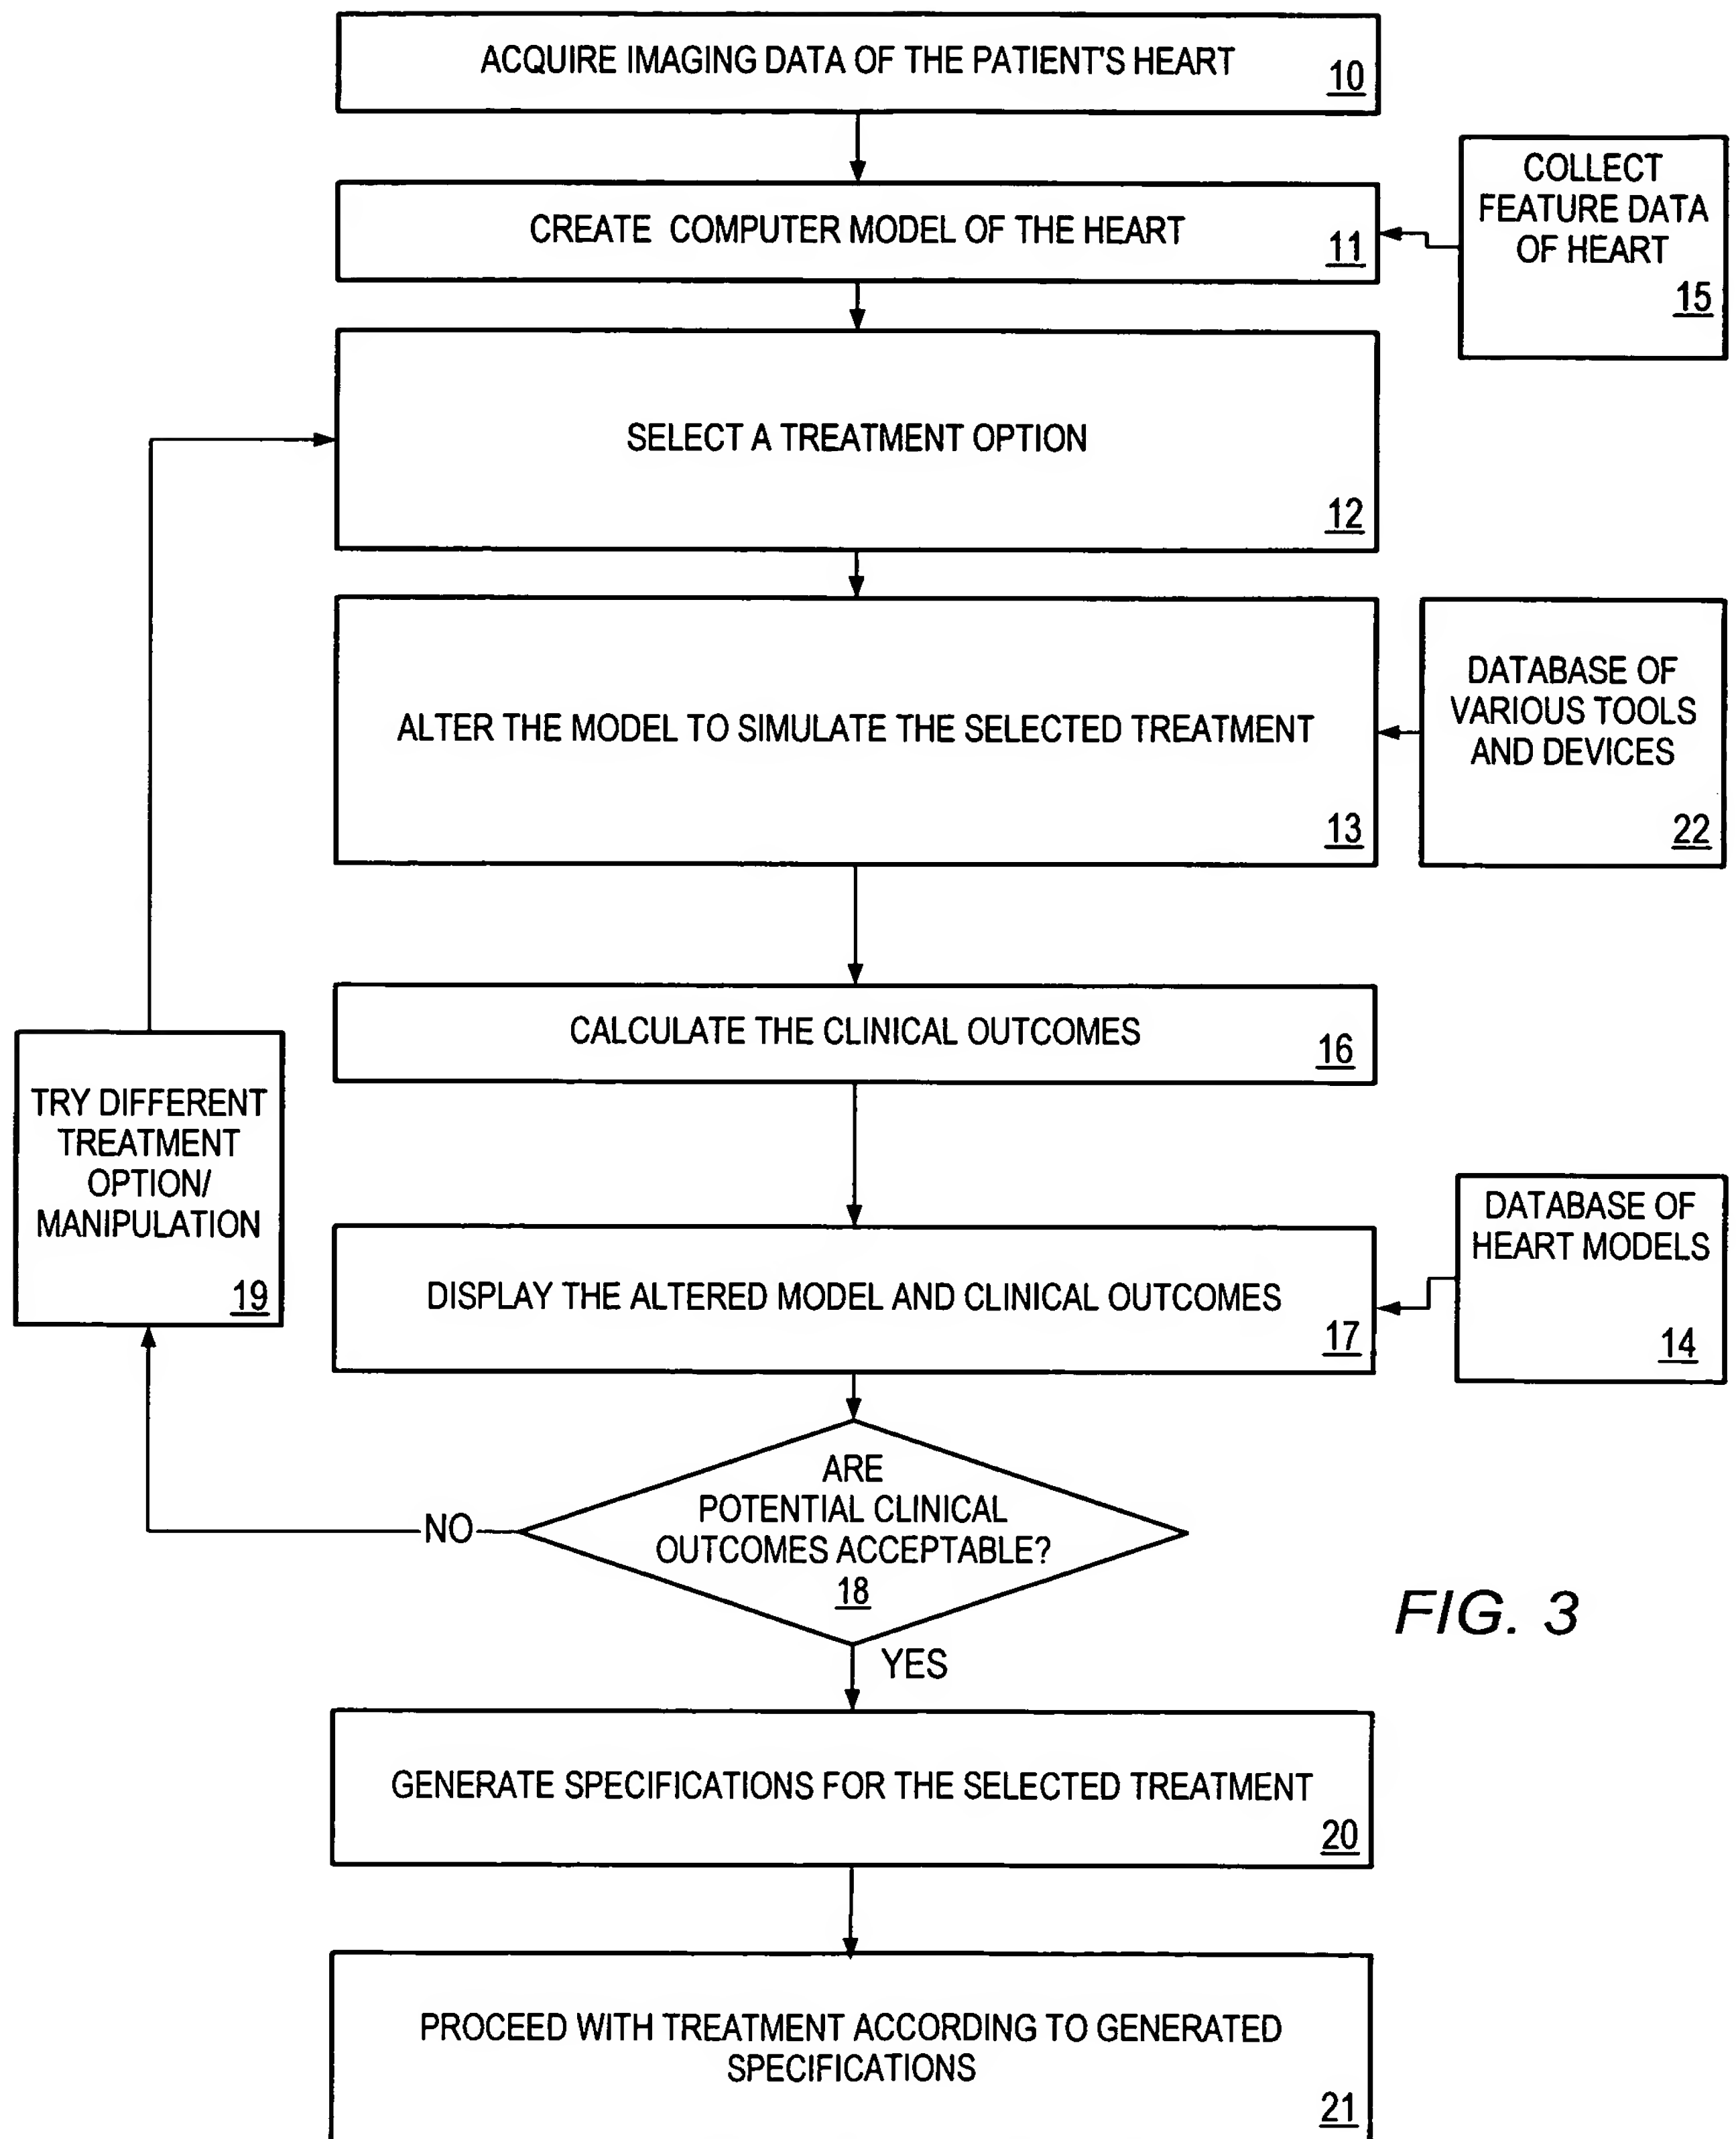 ACQUIRE IMAGING DATA OF THE PATIENT'S HEART
10
CREATE COMPUTER MODEL OF THE HEART
11
COLLECT
FEATURE DATA
OF HEART
15
SELECT A TREATMENT OPTION
12
ALTER THE MODEL TO SIMULATE THE SELECTED TREATMENT
13
DATABASE OF
VARIOUS TOOLS
AND DEVICES
22
CALCULATE THE CLINICAL OUTCOMES
16
TRY DIFFERENT
TREATMENT
OPTION/
MANIPULATION
19
DISPLAY THE ALTERED MODEL AND CLINICAL OUTCOMES
17
DATABASE OF
HEART MODELS
14
ARE
POTENTIAL CLINICAL
OUTCOMES ACCEPTABLE?
18
NO
YES
FIG. 3
GENERATE SPECIFICATIONS FOR THE SELECTED TREATMENT
20
PROCEED WITH TREATMENT ACCORDING TO GENERATED
SPECIFICATIONS
21